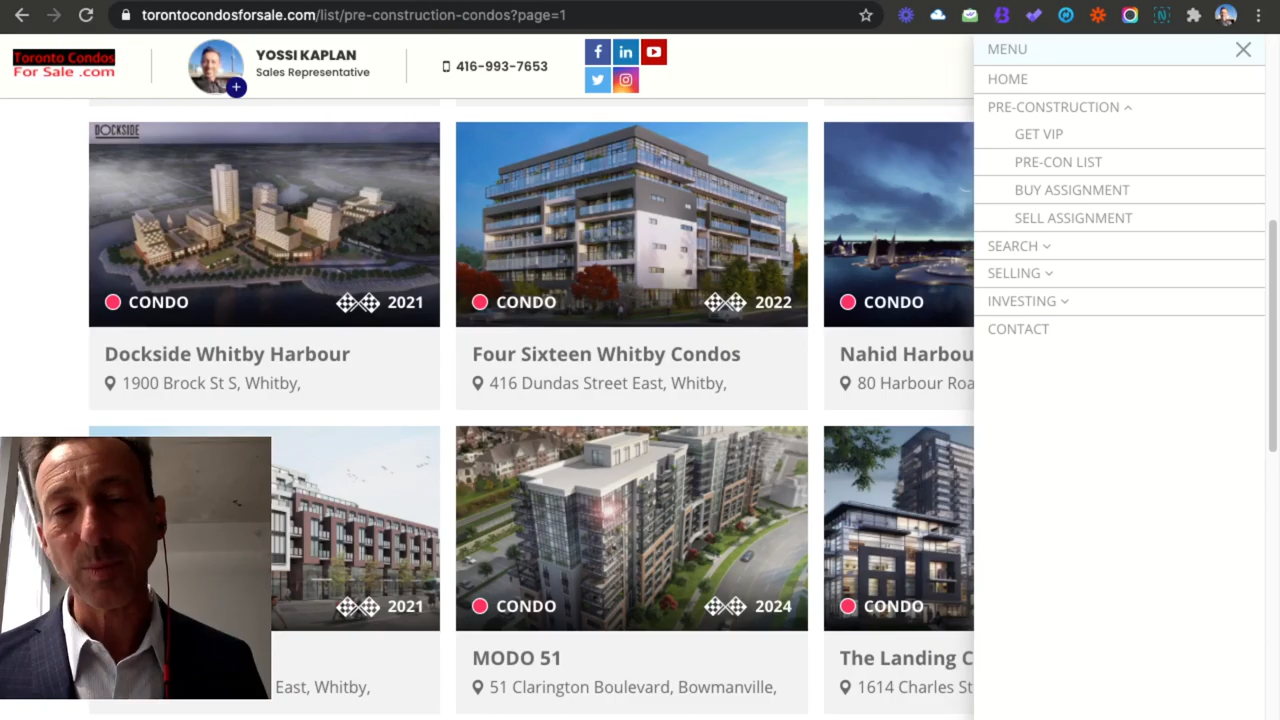 torontocondosforsale.com/list/pre-construction-condos?page=1
Toronto Condos
For Sale .com
YOSSI KAPLAN
Sales Representative
416-993-7653
MENU
HOME
PRE-CONSTRUCTION
GET VIP
PRE-CON LIST
BUY ASSIGNMENT
SELL ASSIGNMENT
SEARCH
SELLING
INVESTING
CONTACT
DOCKSIDE
CONDO 2021
Dockside Whitby Harbour
1900 Brock St S, Whitby,
CONDO 2022
Four Sixteen Whitby Condos
416 Dundas Street East, Whitby,
CONDO
Nahid Harbou
80 Harbour Roa
2021
East, Whitby,
CONDO 2024
MODO 51
51 Clarington Boulevard, Bowmanville,
CONDO
The Landing C
1614 Charles St